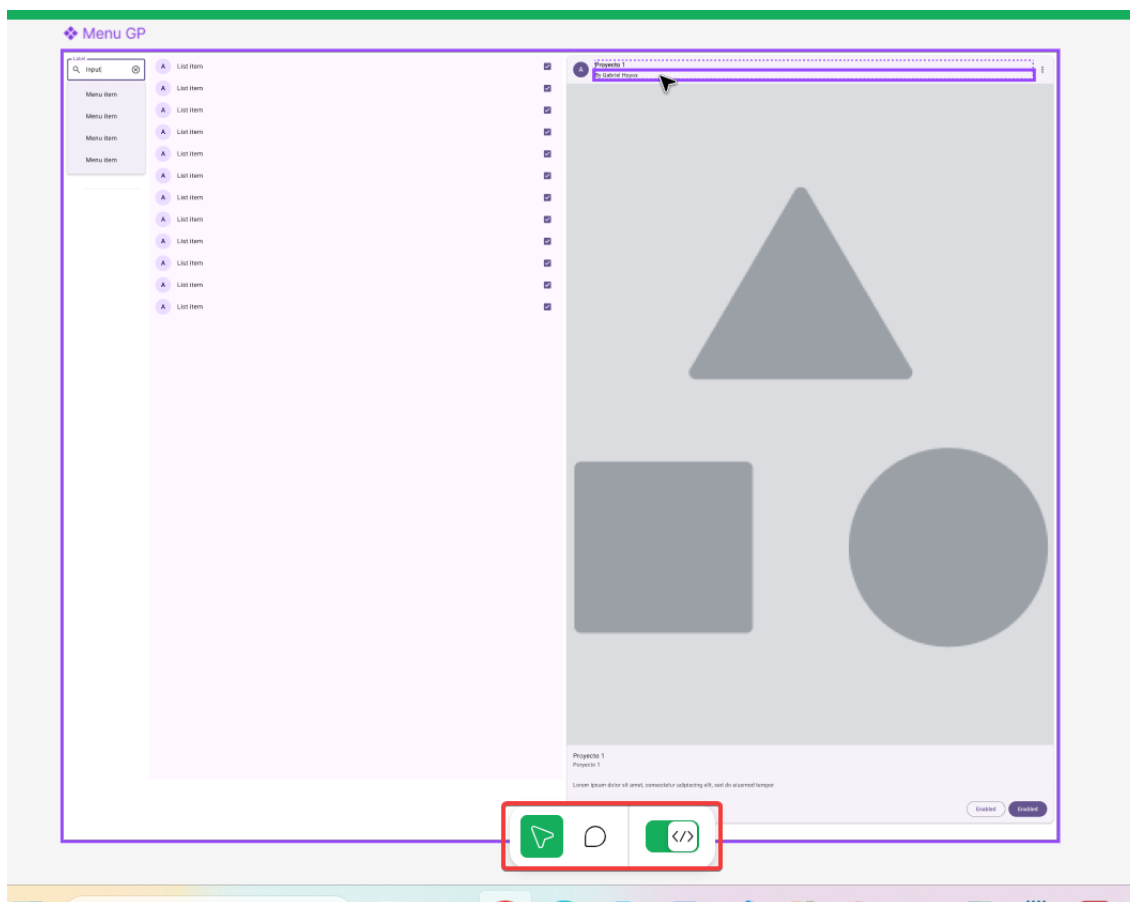 Menu GP
Label
Input
Menu item
Menu item
Menu item
Menu item
A List item
A List item
A List item
A List item
A List item
A List item
A List item
A List item
A List item
A List item
A List item
A List item
A
Proyecto 1
By Gabriel Hoyos
Proyecto 1
Proyecto 1
Lorem ipsum dolor sit amet, consectetur adipiscing elit, sed do eiusmod tempor
Enabled Enabled
</>